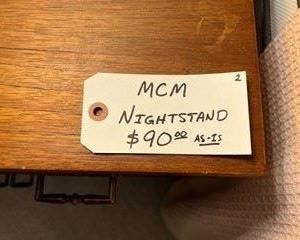 2
MCM
NIGHTSTAND
$90.00 AS-IS